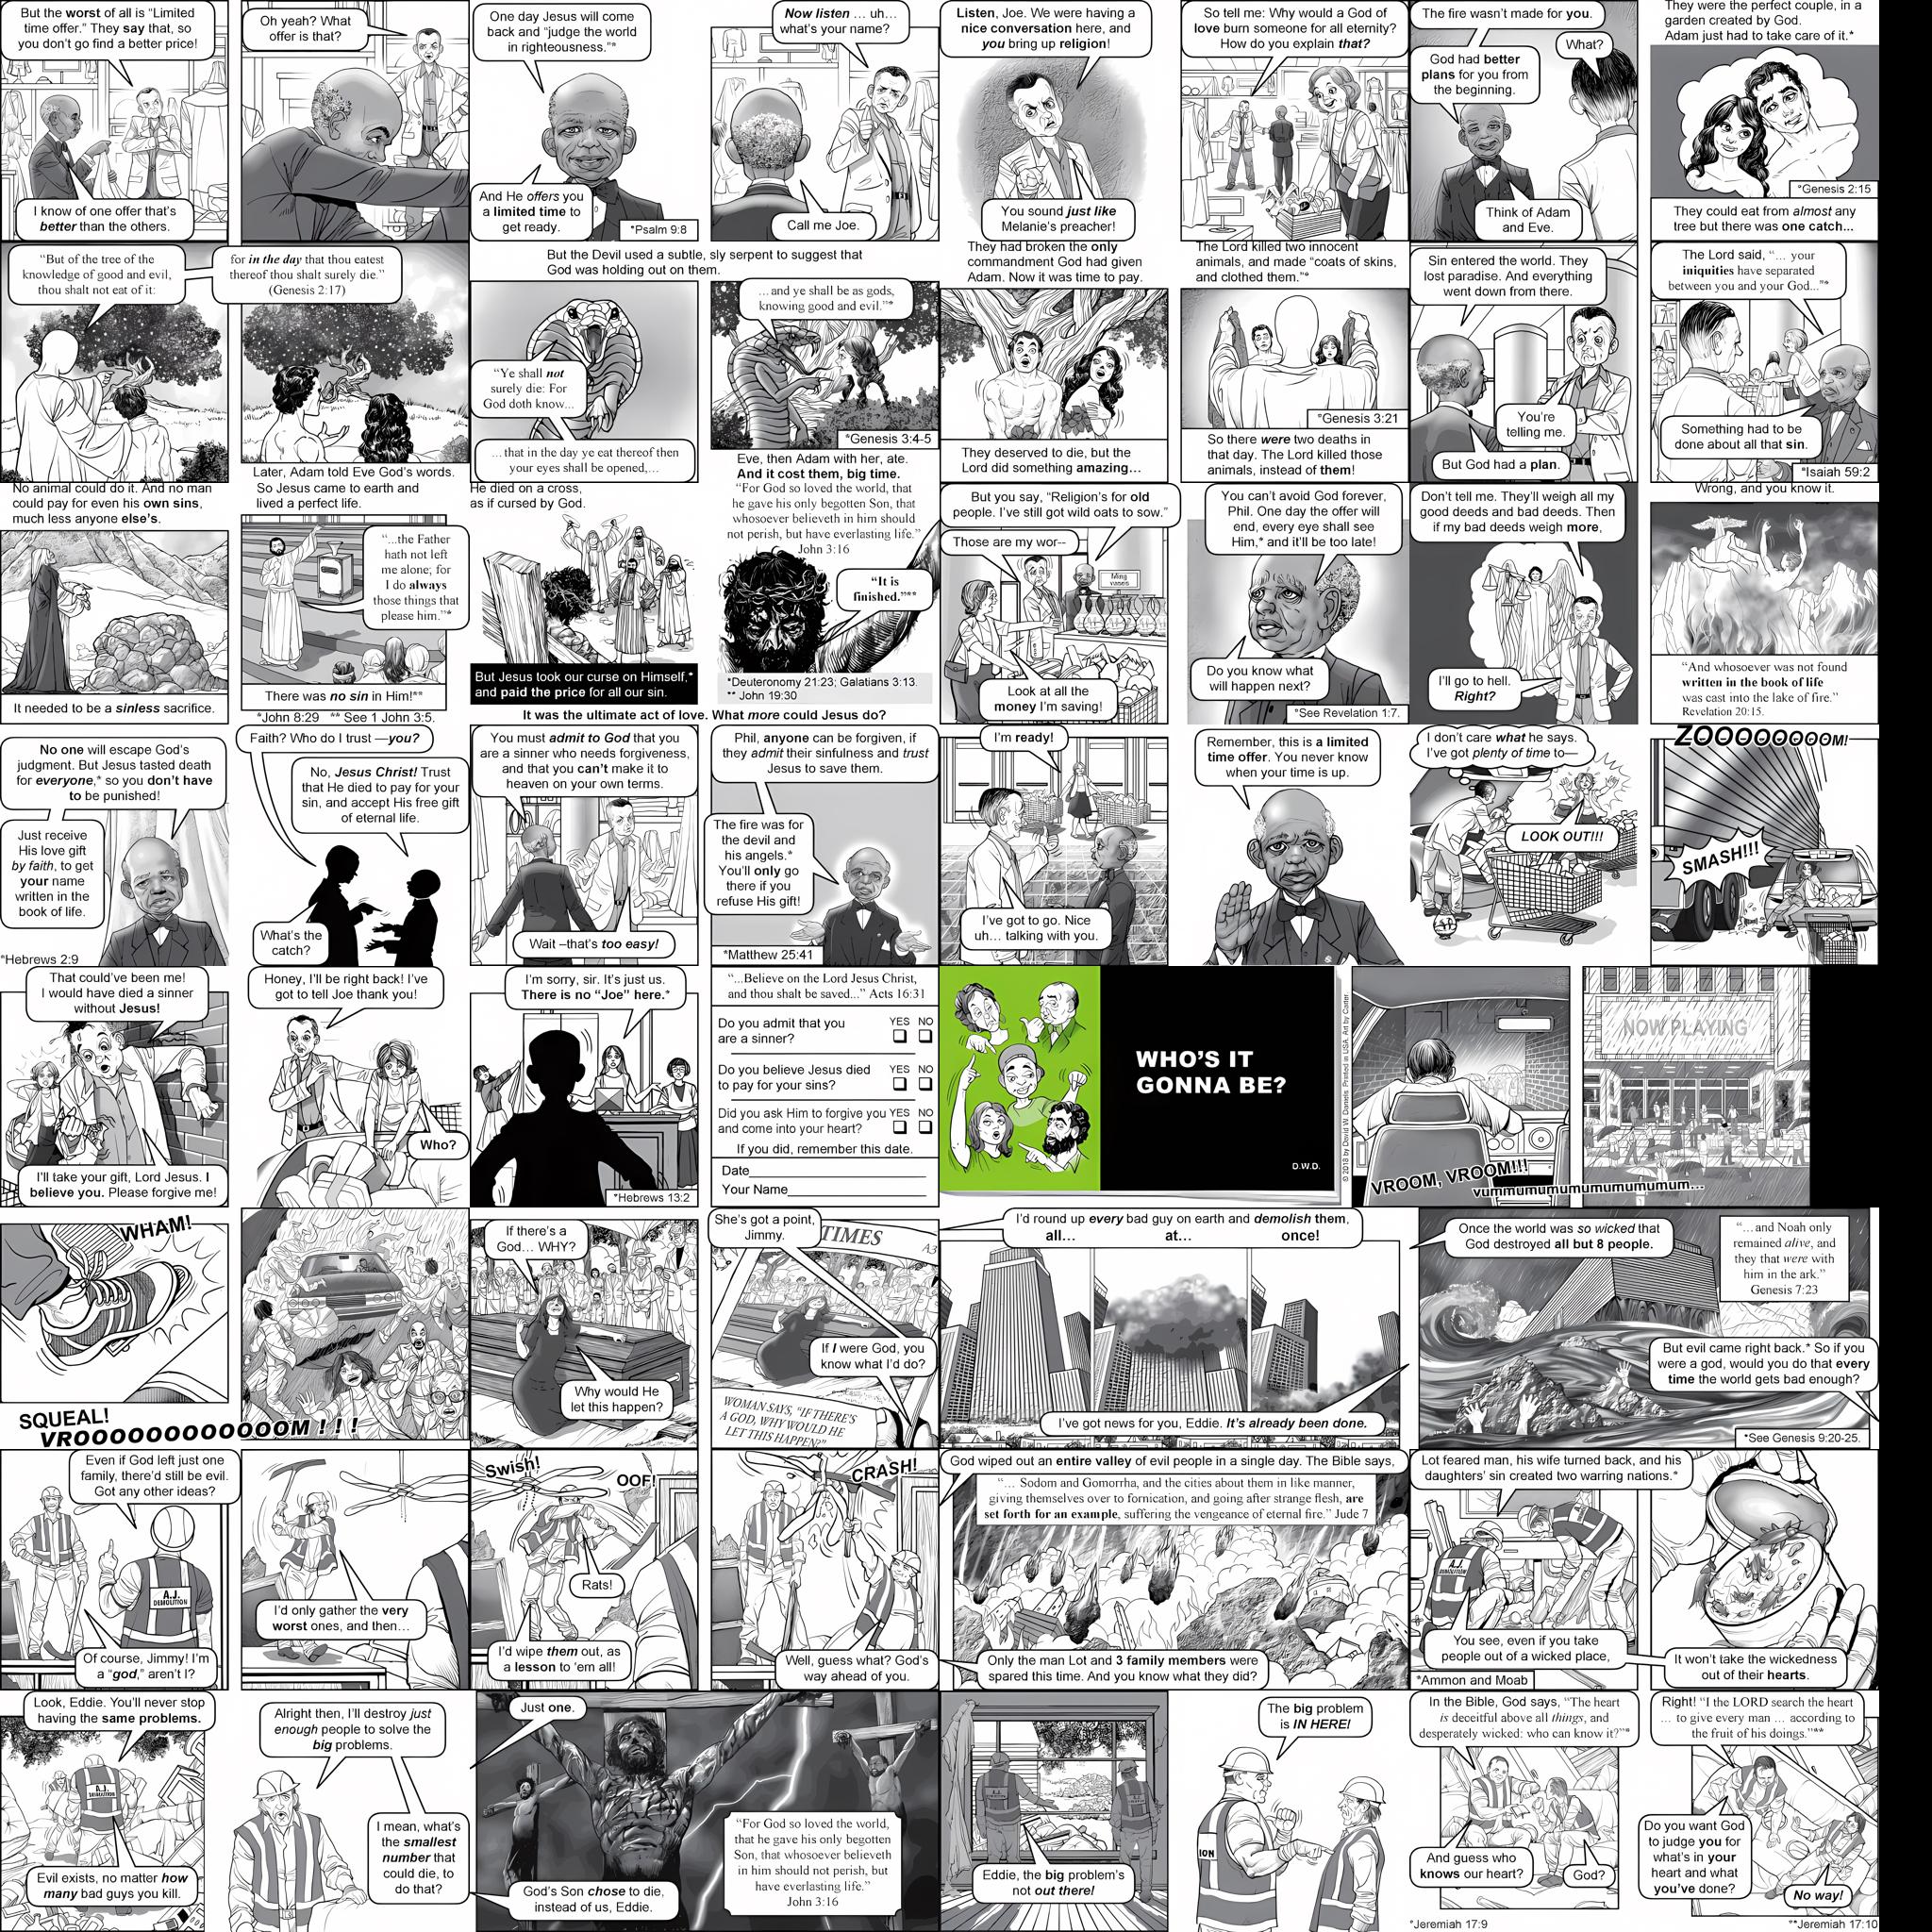 But the worst of all is “Limited
time offer.” They say that, so
you don’t go find a better price!
I know of one offer that’s
better than the others.
Oh yeah? What
offer is that?
One day Jesus will come
back and “judge the world
in righteousness.”*
And He offers you
a limited time to
get ready.
*Psalm 9:8
Now listen ... uh...
what’s your name?
Call me Joe.
Listen, Joe. We were having a
nice conversation here, and
you bring up religion!
You sound just like
Melanie’s preacher!
So tell me: Why would a God of
love burn someone for all eternity?
How do you explain that?
The fire wasn’t made for you.
What?
God had better
plans for you from
the beginning.
Think of Adam
and Eve.
They were the perfect couple, in a
garden created by God.
Adam just had to take care of it.*
*Genesis 2:15
They could eat from almost any
tree but there was one catch...
“But of the tree of the
knowledge of good and evil,
thou shalt not eat of it:
for in the day that thou eatest
thereof thou shalt surely die.”
(Genesis 2:17)
Later, Adam told Eve God’s words.
But the Devil used a subtle, sly serpent to suggest that
God was holding out on them.
“Ye shall not
surely die: For
God doth know...
...that in the day ye eat thereof then
your eyes shall be opened,...
...and ye shall be as gods,
knowing good and evil.”*
*Genesis 3:4-5
Eve, then Adam with her, ate.
And it cost them, big time.
They had broken the only
commandment God had given
Adam. Now it was time to pay.
They deserved to die, but the
Lord did something amazing...
The Lord killed two innocent
animals, and made “coats of skins,
and clothed them.”*
*Genesis 3:21
So there were two deaths in
that day. The Lord killed those
animals, instead of them!
Sin entered the world. They
lost paradise. And everything
went down from there.
You’re
telling me.
But God had a plan.
The Lord said, “... your
iniquities have separated
between you and your God...”*
Something had to be
done about all that sin.
*Isaiah 59:2
No animal could do it. And no man
could pay for even his own sins,
much less anyone else’s.
It needed to be a sinless sacrifice.
So Jesus came to earth and
lived a perfect life.
“...the Father
hath not left
me alone; for
I do always
those things that
please him.”*
There was no sin in Him!**
*John 8:29 ** See 1 John 3:5.
He died on a cross,
as if cursed by God.
But Jesus took our curse on Himself,*
and paid the price for all our sin.
“For God so loved the world, that
he gave his only begotten Son, that
whosoever believeth in him should
not perish, but have everlasting life.”
John 3:16
“It is
finished.”**
*Deuteronomy 21:23; Galatians 3:13.
** John 19:30
It was the ultimate act of love. What more could Jesus do?
But you say, “Religion’s for old
people. I’ve still got wild oats to sow.”
Those are my wor--
Ming
vases
Look at all the
money I’m saving!
You can’t avoid God forever,
Phil. One day the offer will
end, every eye shall see
Him,* and it’ll be too late!
Do you know what
will happen next?
*See Revelation 1:7.
Don’t tell me. They’ll weigh all my
good deeds and bad deeds. Then
if my bad deeds weigh more,
I’ll go to hell.
Right?
Wrong, and you know it.
“And whosoever was not found
written in the book of life
was cast into the lake of fire.”
Revelation 20:15.
No one will escape God’s
judgment. But Jesus tasted death
for everyone,* so you don’t have
to be punished!
Just receive
His love gift
by faith, to get
your name
written in the
book of life.
*Hebrews 2:9
Faith? Who do I trust —you?
No, Jesus Christ! Trust
that He died to pay for your
sin, and accept His free gift
of eternal life.
What’s the
catch?
You must admit to God that you
are a sinner who needs forgiveness,
and that you can’t make it to
heaven on your own terms.
Wait –that’s too easy!
Phil, anyone can be forgiven, if
they admit their sinfulness and trust
Jesus to save them.
The fire was for
the devil and
his angels.*
You’ll only go
there if you
refuse His gift!
*Matthew 25:41
I’m ready!
I’ve got to go. Nice
uh... talking with you.
Remember, this is a limited
time offer. You never know
when your time is up.
I don’t care what he says.
I’ve got plenty of time to—
LOOK OUT!!!
ZOOOOOOOOM!
SMASH!!!
That could’ve been me!
I would have died a sinner
without Jesus!
I’ll take your gift, Lord Jesus. I
believe you. Please forgive me!
Honey, I’ll be right back! I’ve
got to tell Joe thank you!
Who?
I’m sorry, sir. It’s just us.
There is no “Joe” here.*
*Hebrews 13:2
“...Believe on the Lord Jesus Christ,
and thou shalt be saved...” Acts 16:31
Do you admit that you
are a sinner?
YES NO
Do you believe Jesus died
to pay for your sins?
YES NO
Did you ask Him to forgive you
and come into your heart?
YES NO
If you did, remember this date.
Date
Your Name
WHO’S IT
GONNA BE?
D.W.D.
© 2013 by David W. Daniels. Printed in USA. Art by Carter.
VROOM, VROOM!!!
vummumumumumumumumum...
NOW PLAYING
WHAM!
SQUEAL!
VROOOOOOOOOOOOM ! ! !
If there’s a
God... WHY?
Why would He
let this happen?
She’s got a point,
Jimmy.
TIMES
A3
If I were God, you
know what I’d do?
WOMAN SAYS, “IF THERE’S
A GOD, WHY WOULD HE
LET THIS HAPPEN?”
I’d round up every bad guy on earth and demolish them,
all... at... once!
I’ve got news for you, Eddie. It’s already been done.
Once the world was so wicked that
God destroyed all but 8 people.
“...and Noah only
remained alive, and
they that were with
him in the ark.”
Genesis 7:23
But evil came right back.* So if you
were a god, would you do that every
time the world gets bad enough?
*See Genesis 9:20-25.
Even if God left just one
family, there’d still be evil.
Got any other ideas?
A.J.
DEMOLITION
Of course, Jimmy! I’m
a “god,” aren’t I?
I’d only gather the very
worst ones, and then...
Swish!
OOF!
Rats!
I’d wipe them out, as
a lesson to ’em all!
CRASH!
Well, guess what? God’s
way ahead of you.
God wiped out an entire valley of evil people in a single day. The Bible says,
“... Sodom and Gomorrha, and the cities about them in like manner,
giving themselves over to fornication, and going after strange flesh, are
set forth for an example, suffering the vengeance of eternal fire.” Jude 7
Only the man Lot and 3 family members were
spared this time. And you know what they did?
Lot feared man, his wife turned back, and his
daughters’ sin created two warring nations.*
A.J.
DEMOLITION
You see, even if you take
people out of a wicked place,
*Ammon and Moab
It won’t take the wickedness
out of their hearts.
Look, Eddie. You’ll never stop
having the same problems.
A.J.
DEMOLITION
Evil exists, no matter how
many bad guys you kill.
Alright then, I’ll destroy just
enough people to solve the
big problems.
I mean, what’s
the smallest
number that
could die, to
do that?
Just one.
God’s Son chose to die,
instead of us, Eddie.
“For God so loved the world,
that he gave his only begotten
Son, that whosoever believeth
in him should not perish, but
have everlasting life.”
John 3:16
Eddie, the big problem’s
not out there!
The big problem
is IN HERE!
ION
In the Bible, God says, “The heart
is deceitful above all things, and
desperately wicked: who can know it?”*
And guess who
knows our heart?
God?
*Jeremiah 17:9
Right! “I the LORD search the heart
... to give every man ... according to
the fruit of his doings.”**
Do you want God
to judge you for
what’s in your
heart and what
you’ve done?
No way!
**Jeremiah 17:10